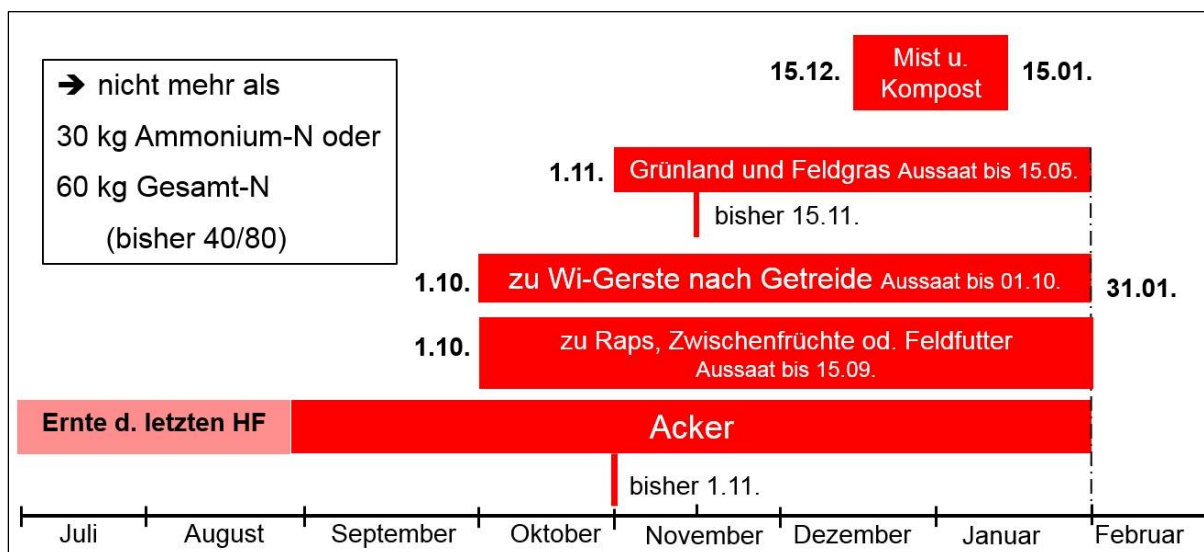 ➔ nicht mehr als
30 kg Ammonium-N oder
60 kg Gesamt-N
(bisher 40/80)
15.12.
Mist u.
Kompost
15.01.
1.11.
Grünland und Feldgras Aussaat bis 15.05.
bisher 15.11.
1.10.
zu Wi-Gerste nach Getreide Aussaat bis 01.10.
31.01.
1.10.
zu Raps, Zwischenfrüchte od. Feldfutter
Aussaat bis 15.09.
Ernte d. letzten HF
Acker
bisher 1.11.
Juli August September Oktober November Dezember Januar Februar